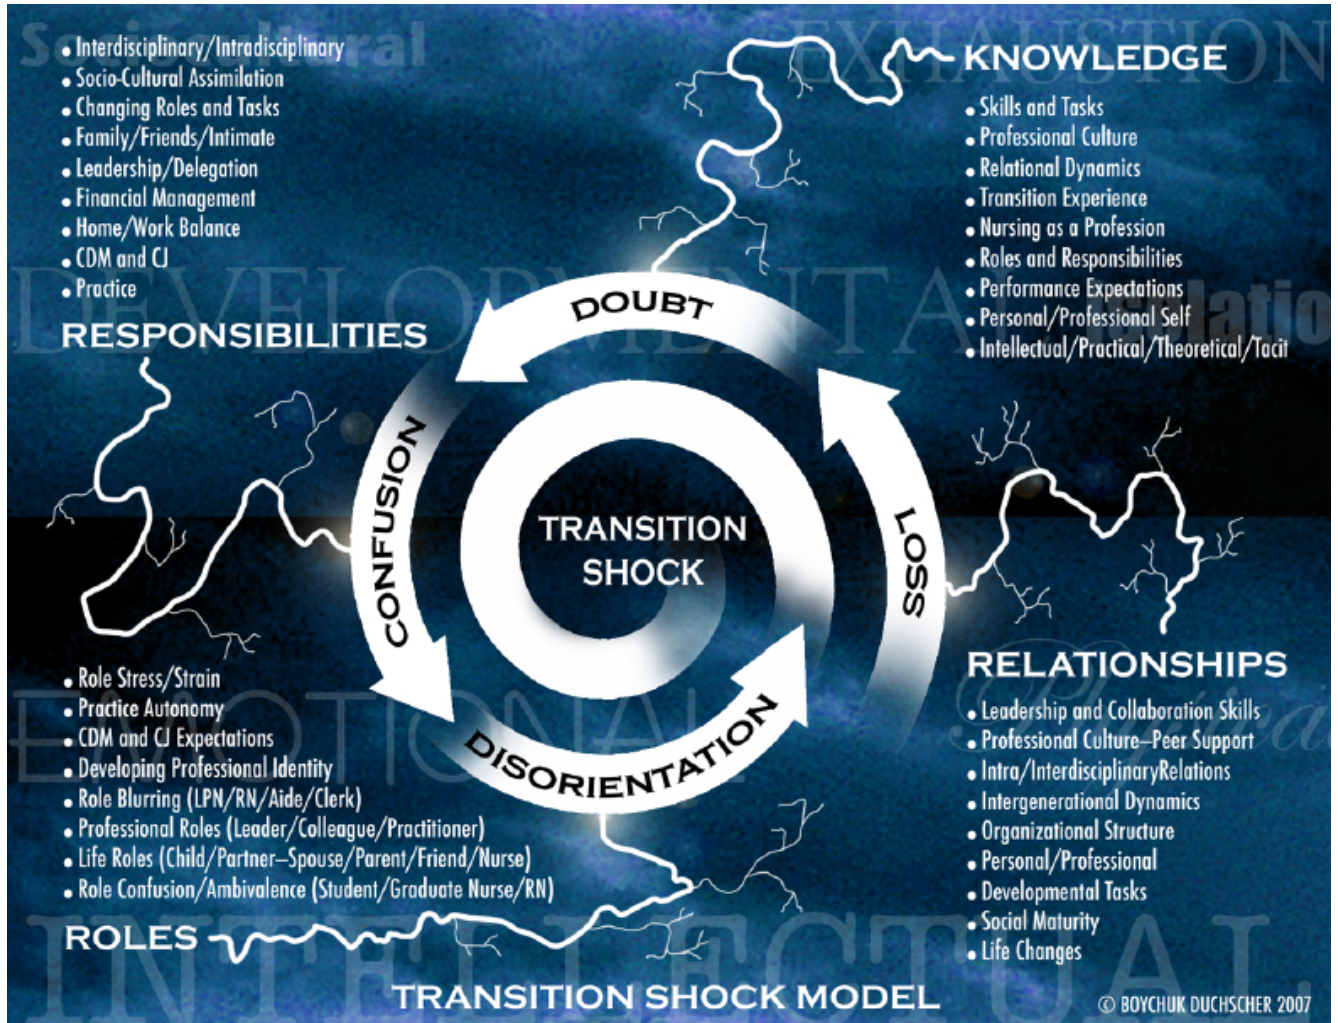 Sociocultural
EXHAUSTION
• Interdisciplinary/Intradisciplinary
• Socio-Cultural Assimilation
• Changing Roles and Tasks
• Family/Friends/Intimate
• Leadership/Delegation
• Financial Management
• Home/Work Balance
• CDM and CJ
• Practice
RESPONSIBILITIES
KNOWLEDGE
• Skills and Tasks
• Professional Culture
• Relational Dynamics
• Transition Experience
• Nursing as a Profession
• Roles and Responsibilities
• Performance Expectations
• Personal/Professional Self
• Intellectual/Practical/Theoretical/Tacit
DEVELOPMENTAL
DOUBT
CONFUSION
TRANSITION
SHOCK
LOSS
DISORIENTATION
EMOTIONAL
• Role Stress/Strain
• Practice Autonomy
• CDM and CJ Expectations
• Developing Professional Identity
• Role Blurring (LPN/RN/Aide/Clerk)
• Professional Roles (Leader/Colleague/Practitioner)
• Life Roles (Child/Partner–Spouse/Parent/Friend/Nurse)
• Role Confusion/Ambivalence (Student/Graduate Nurse/RN)
ROLES
RELATIONSHIPS
• Leadership and Collaboration Skills
• Professional Culture–Peer Support
• Intra/InterdisciplinaryRelations
• Intergenerational Dynamics
• Organizational Structure
• Personal/Professional
• Developmental Tasks
• Social Maturity
• Life Changes
INTELLECTUAL
TRANSITION SHOCK MODEL
© BOYCHUK DUCHSCHER 2007